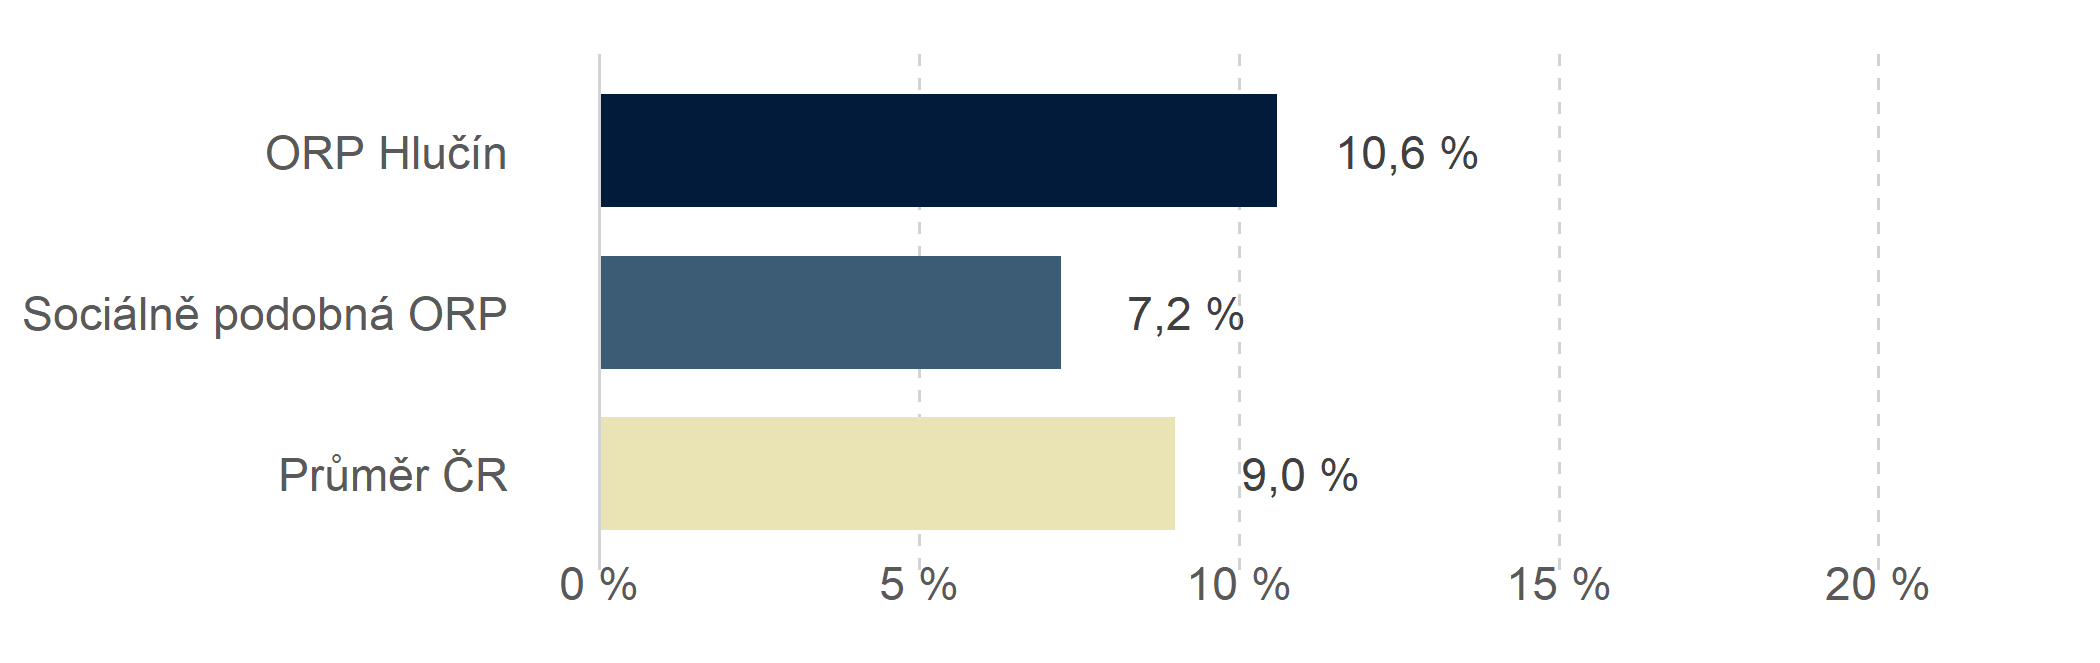 ORP Hlučín 10,6 %
Sociálně podobná ORP 7,2 %
Průměr ČR 9,0 %
0 % 5 % 10 % 15 % 20 %